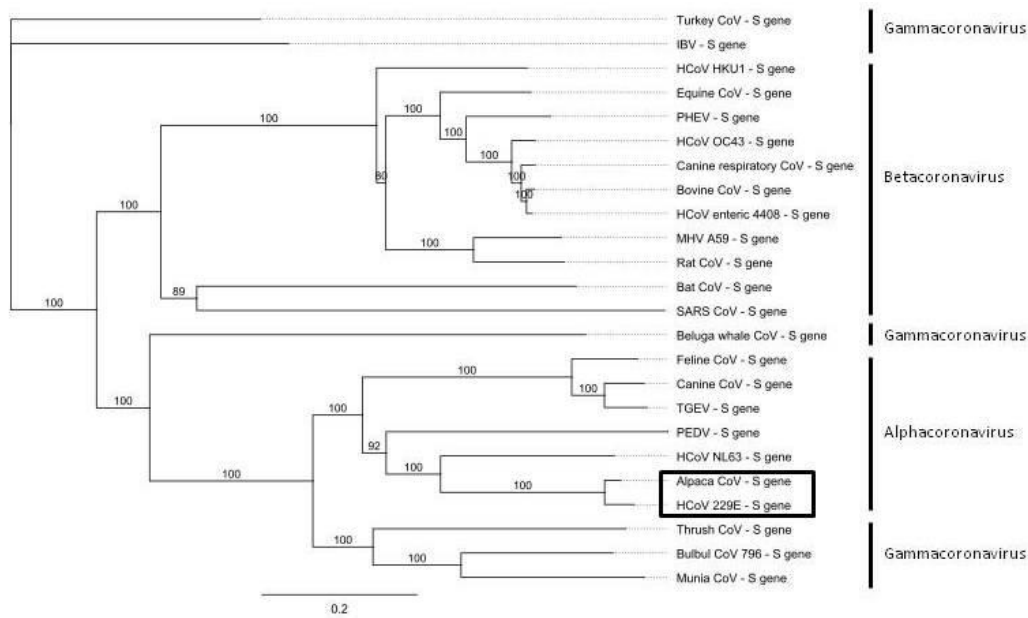 Turkey CoV - S gene
Gammacoronavirus
IBV - S gene
HCoV HKU1 - S gene
Equine CoV - S gene
100
PHEV - S gene
100
100
HCoV OC43 - S gene
100
Canine respiratory CoV - S gene
100
80
Betacoronavirus
Bovine CoV - S gene
100
HCoV enteric 4408 - S gene
100
MHV A59 - S gene
100
Rat CoV - S gene
Bat CoV - S gene
89
100
SARS CoV - S gene
Beluga whale CoV - S gene
Gammacoronavirus
Feline CoV - S gene
100
Canine CoV - S gene
100
100
TGEV - S gene
100
PEDV - S gene
Alphacoronavirus
92
HCoV NL63 - S gene
100
100
Alpaca CoV - S gene
100
HCoV 229E - S gene
Thrush CoV - S gene
100
Bulbul CoV 796 - S gene
Gammacoronavirus
100
Munia CoV - S gene
0.2